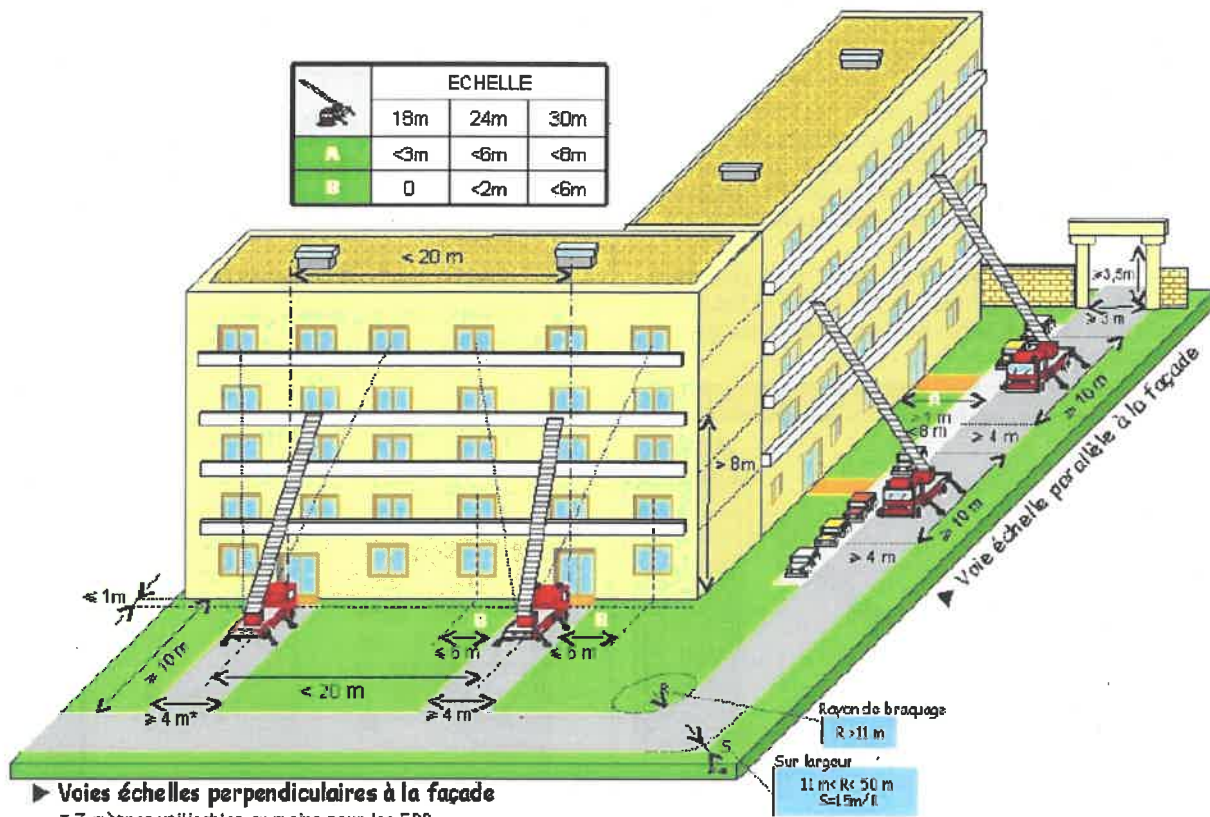 ECHELLE
18m 24m 30m
A <3m <6m <8m
B 0 <2m <6m
< 20 m
≥3,5m
≥ 3 m
A
<8 m
≥ 10 m
≥ 4 m
> 8m
≥ 10 m
≥ 4 m
Voie échelle parallèle à la façade
≤ 1m
≥ 10 m
B
≤ 6 m
≤ 6 m
< 20 m
≥ 4 m*
≥ 4 m*
R
S
Rayon de braquage
R >11 m
Sur largeur
11 m< R< 50 m
S=15m/R
Voies échelles perpendiculaires à la façade